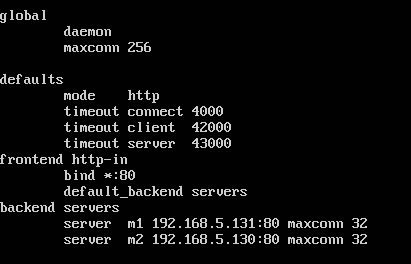 global
        daemon
        maxconn 256

defaults
        mode    http
        timeout connect 4000
        timeout client  42000
        timeout server  43000
frontend http-in
        bind *:80
        default_backend servers
backend servers
        server  m1 192.168.5.131:80 maxconn 32
        server  m2 192.168.5.130:80 maxconn 32